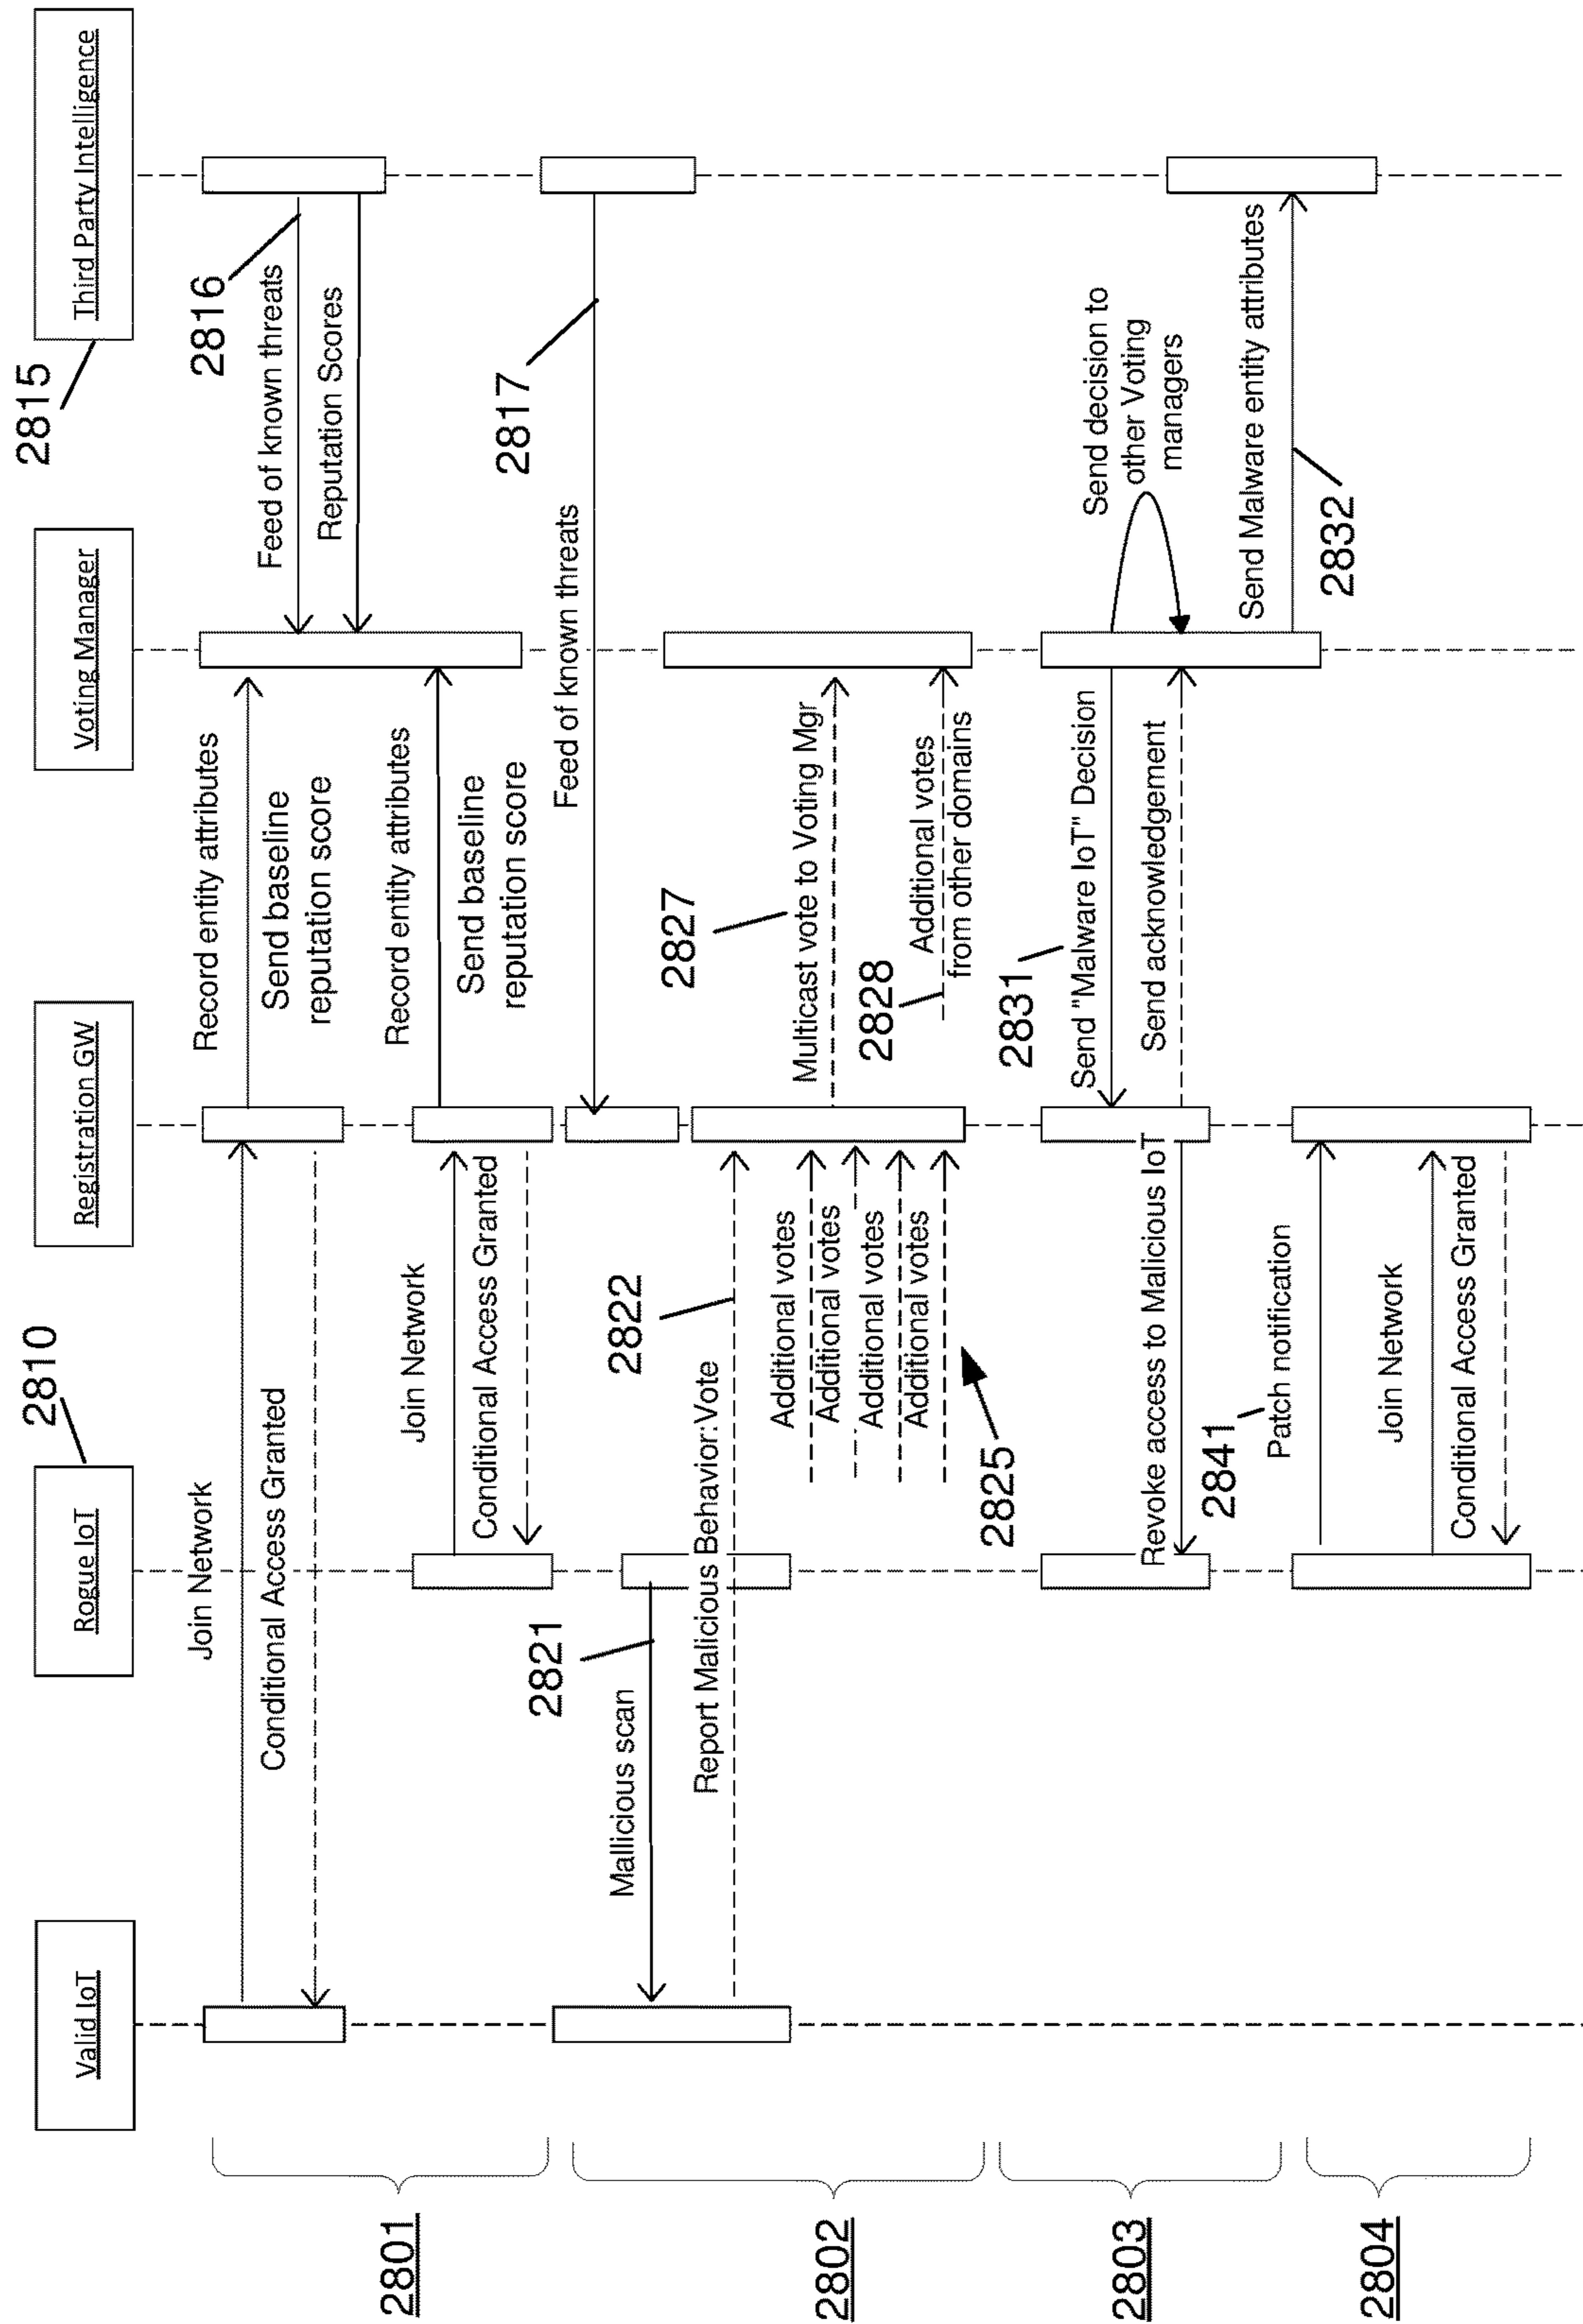 Valid IoT
Rogue IoT
2810
Registration GW
Voting Manager
Third Party Intelligence
2815
2801
Join Network
Record entity attributes
Conditional Access Granted
Send baseline
reputation score
Feed of known threats
2816
Reputation Scores
Join Network
Record entity attributes
Conditional Access Granted
Send baseline
reputation score
2802
Feed of known threats
2817
Mallicious scan
2821
Report Malicious Behavior:Vote
2822
Additional votes
Additional votes
Additional votes
Additional votes
2825
Multicast vote to Voting Mgr
2827
Additional votes
from other domains
2828
2803
Send "Malware IoT" Decision
2831
Send decision to
other Voting
managers
Send acknowledgement
Revoke access to Malicious IoT
Send Malware entity attributes
2832
2804
Patch notification
2841
Join Network
Conditional Access Granted